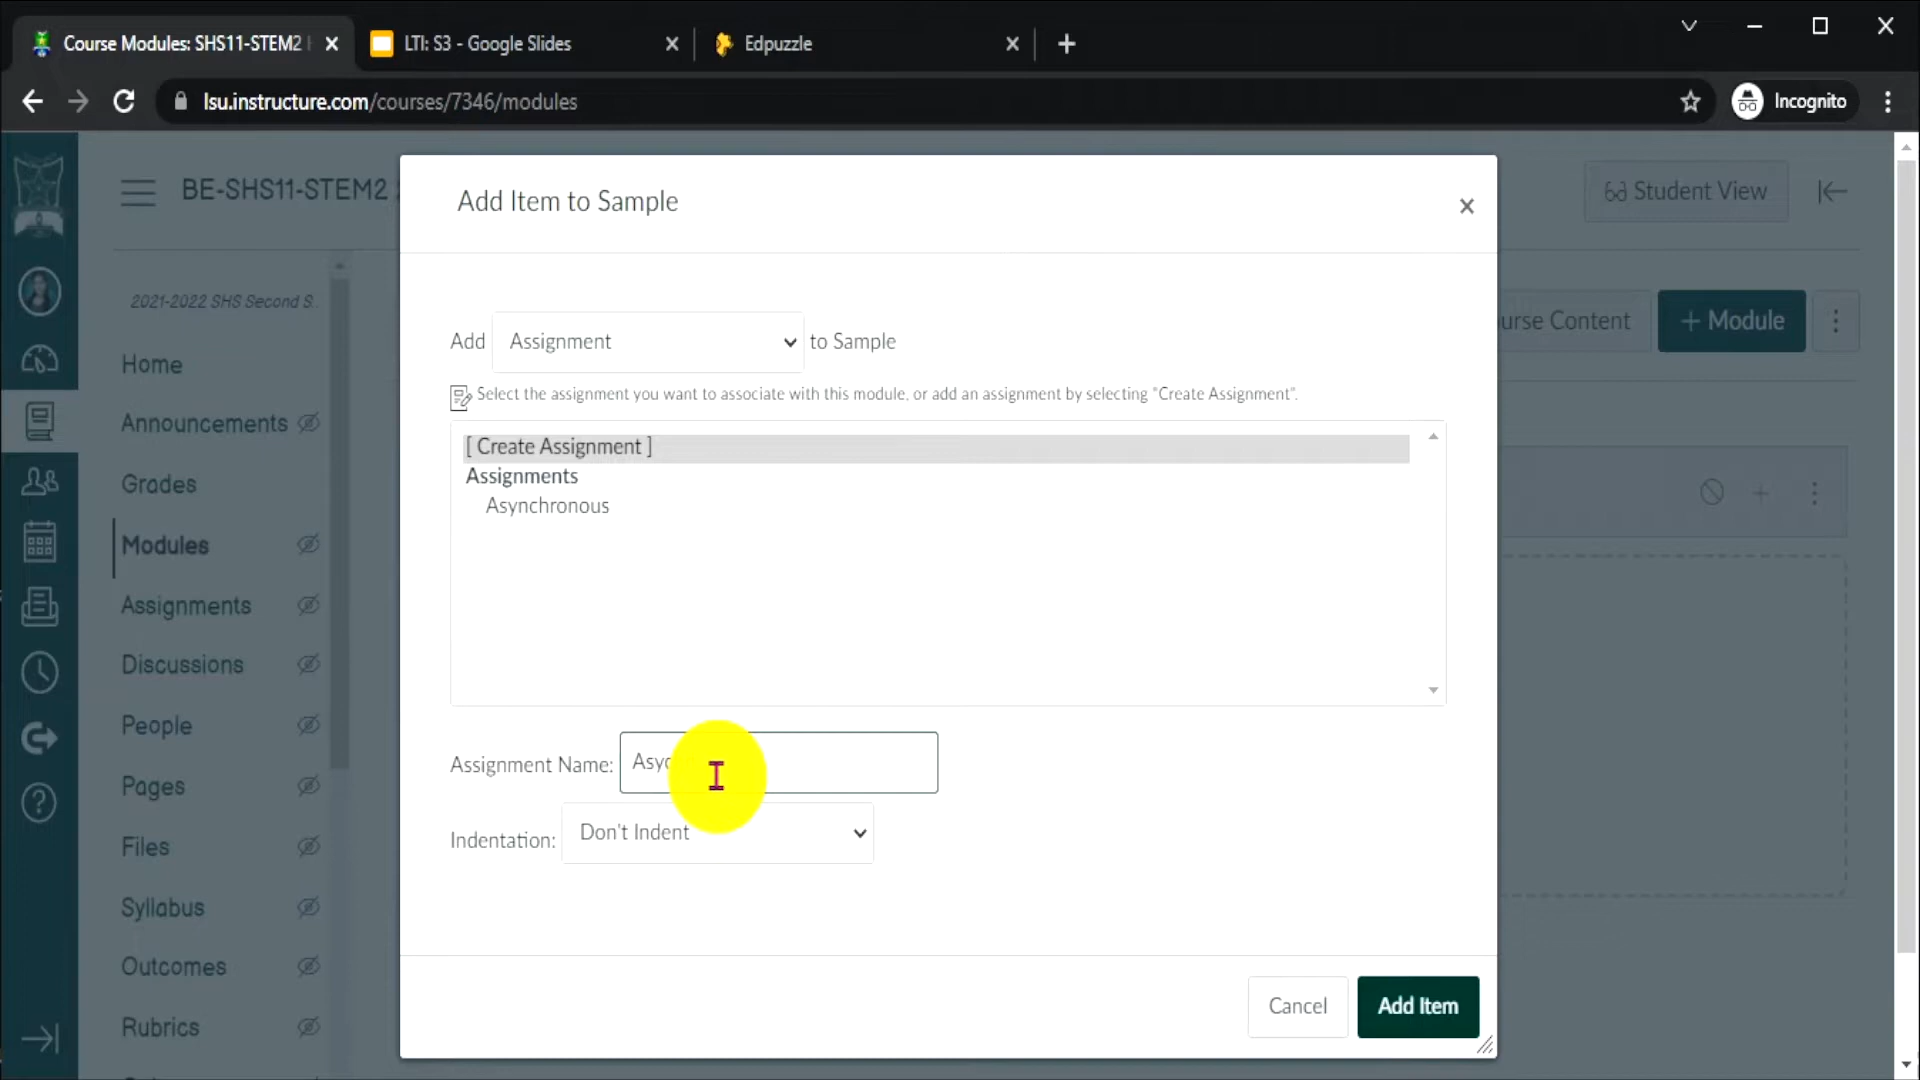 Course Modules: SHS11-STEM2
LTI: S3 - Google Slides
Edpuzzle
lsu.instructure.com/courses/7346/modules
Incognito
BE-SHS11-STEM2
Student View
2021-2022 SHS Second S..
Course Content
+ Module
Home
Announcements
Grades
Modules
Assignments
Discussions
People
Pages
Files
Syllabus
Outcomes
Rubrics
Add Item to Sample
Add Assignment to Sample
Select the assignment you want to associate with this module, or add an assignment by selecting "Create Assignment".
[ Create Assignment ]
Assignments
Asynchronous
Assignment Name:
Indentation: Don't Indent
Cancel
Add Item